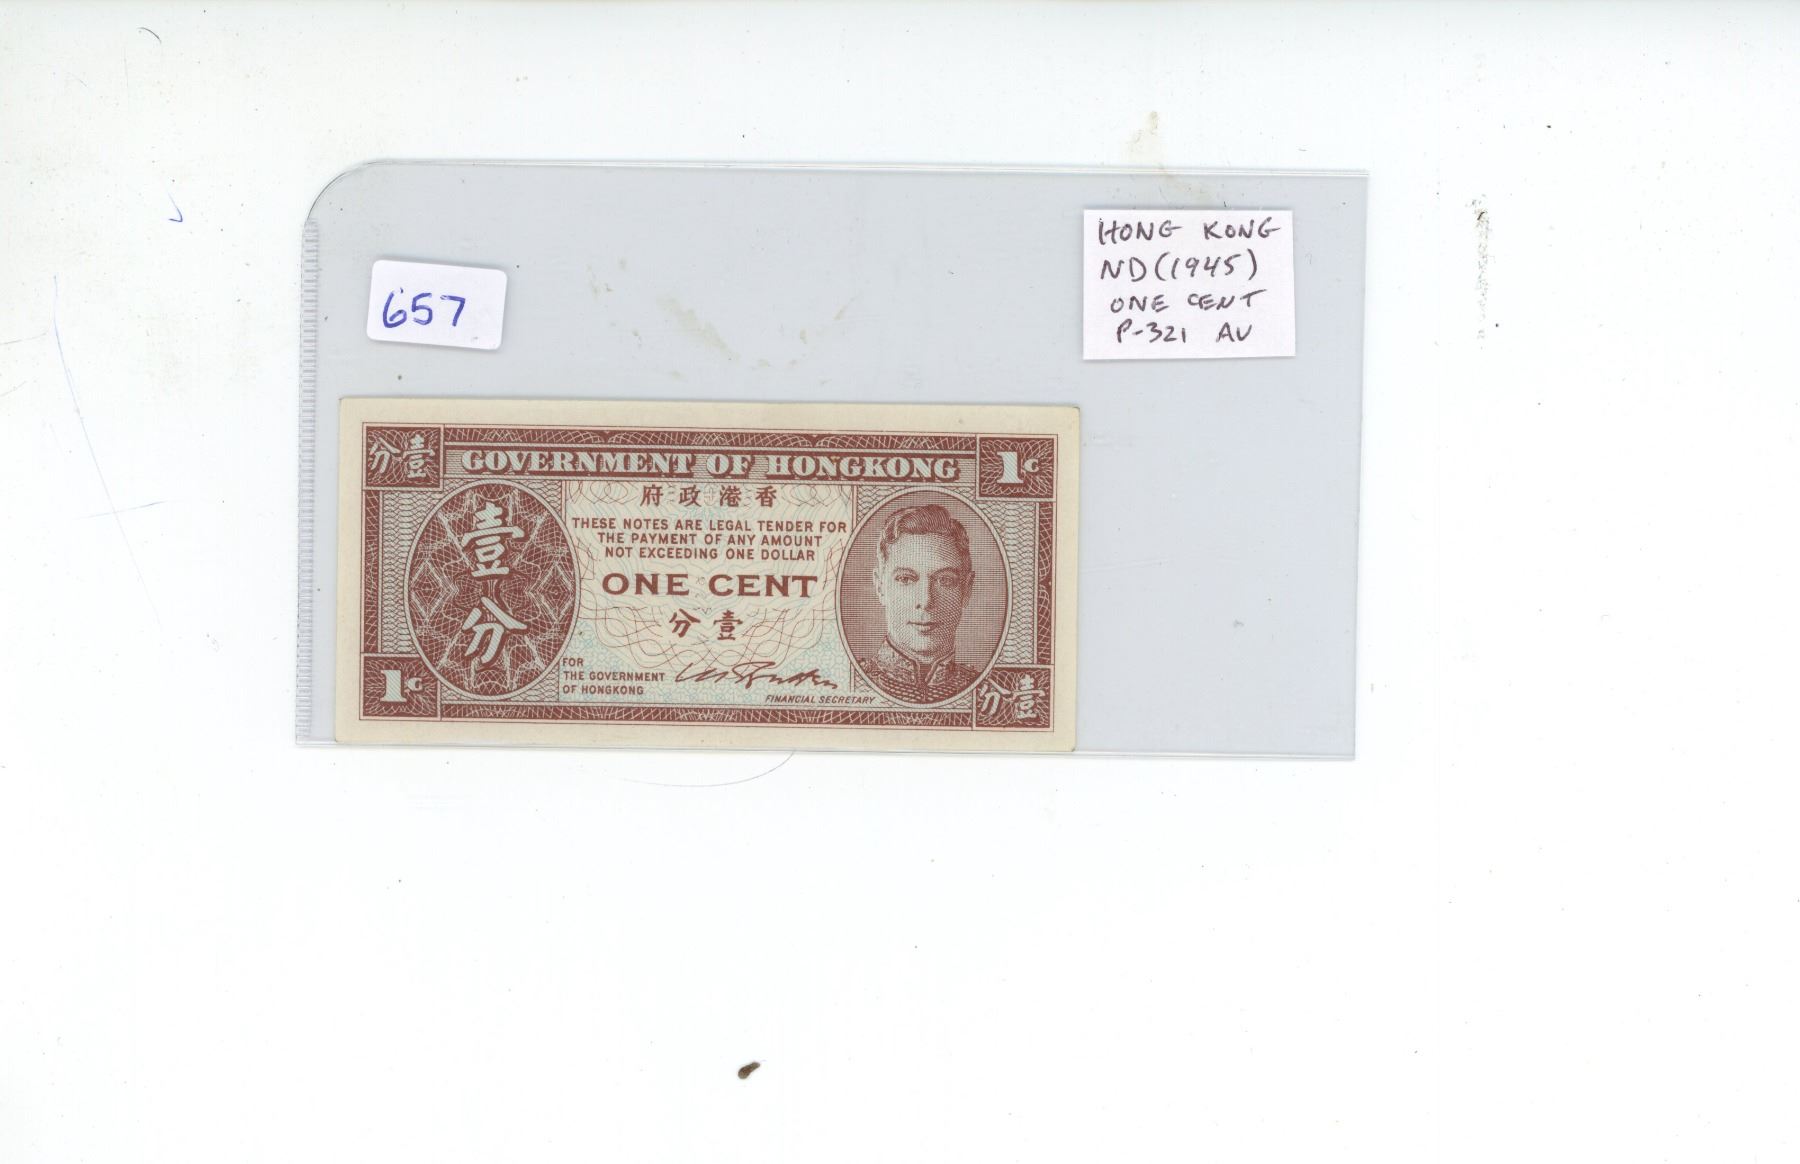 657
HONG KONG
ND (1945)
ONE CENT
P-321 AU
分壹
GOVERNMENT OF HONGKONG
1C
府政港香
THESE NOTES ARE LEGAL TENDER FOR
THE PAYMENT OF ANY AMOUNT
NOT EXCEEDING ONE DOLLAR
ONE CENT
分壹
壹
分
FOR
THE GOVERNMENT
OF HONGKONG
FINANCIAL SECRETARY
1C
分壹